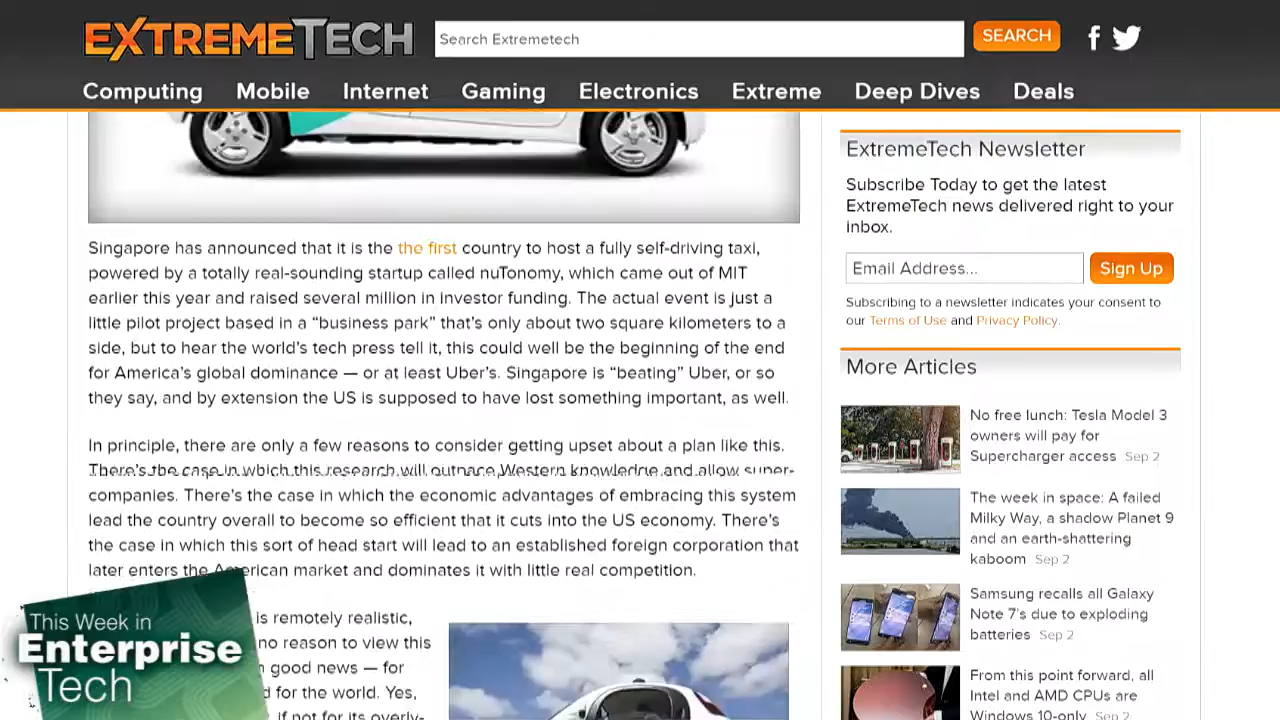 EXTREMETECH
Search Extremetech
SEARCH
Computing Mobile Internet Gaming Electronics Extreme Deep Dives Deals
Singapore has announced that it is the the first country to host a fully self-driving taxi,
powered by a totally real-sounding startup called nuTonomy, which came out of MIT
earlier this year and raised several million in investor funding. The actual event is just a
little pilot project based in a “business park” that’s only about two square kilometers to a
side, but to hear the world’s tech press tell it, this could well be the beginning of the end
for America’s global dominance — or at least Uber’s. Singapore is “beating” Uber, or so
they say, and by extension the US is supposed to have lost something important, as well.
In principle, there are only a few reasons to consider getting upset about a plan like this.
There’s the case in which this research will outpace Western knowledge and allow super-
companies. There’s the case in which the economic advantages of embracing this system
lead the country overall to become so efficient that it cuts into the US economy. There’s
the case in which this sort of head start will lead to an established foreign corporation that
later enters the American market and dominates it with little real competition.
is remotely realistic,
no reason to view this
good news — for
for the world. Yes,
if not for its overly-
ExtremeTech Newsletter
Subscribe Today to get the latest
ExtremeTech news delivered right to your
inbox.
Email Address...
Sign Up
Subscribing to a newsletter indicates your consent to
our Terms of Use and Privacy Policy.
More Articles
No free lunch: Tesla Model 3
owners will pay for
Supercharger access Sep 2
The week in space: A failed
Milky Way, a shadow Planet 9
and an earth-shattering
kaboom Sep 2
Samsung recalls all Galaxy
Note 7’s due to exploding
batteries Sep 2
From this point forward, all
Intel and AMD CPUs are
Windows 10-only Sep 2
This Week in
Enterprise
Tech